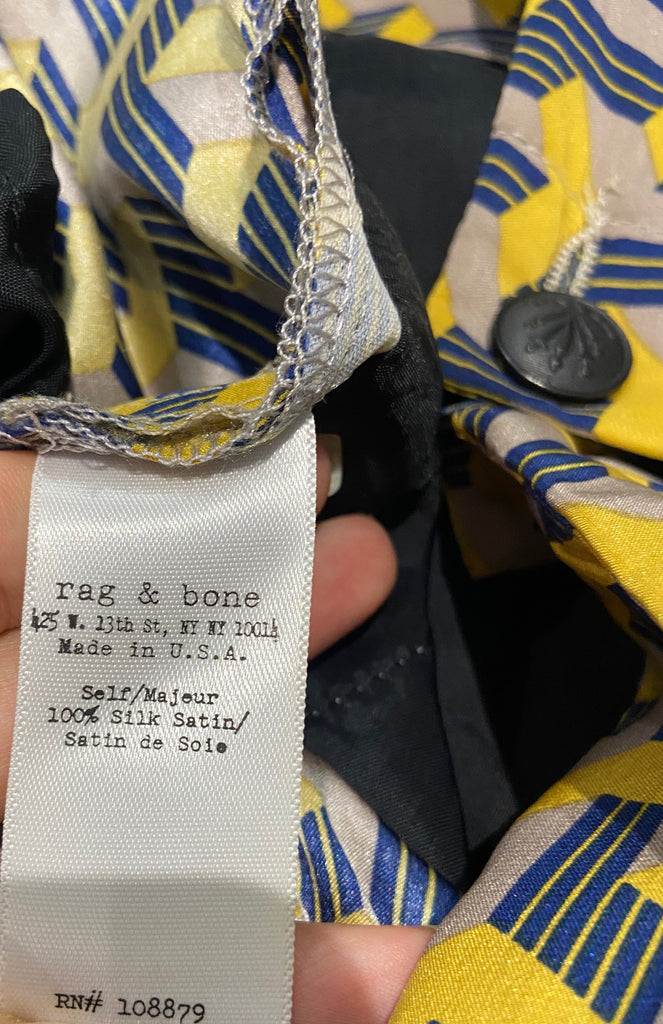 rag & bone
425 W. 13th St, NY NY 10014
Made in U.S.A.
Self/Majeur
100% Silk Satin/
Satin de Soie
RN# 108879